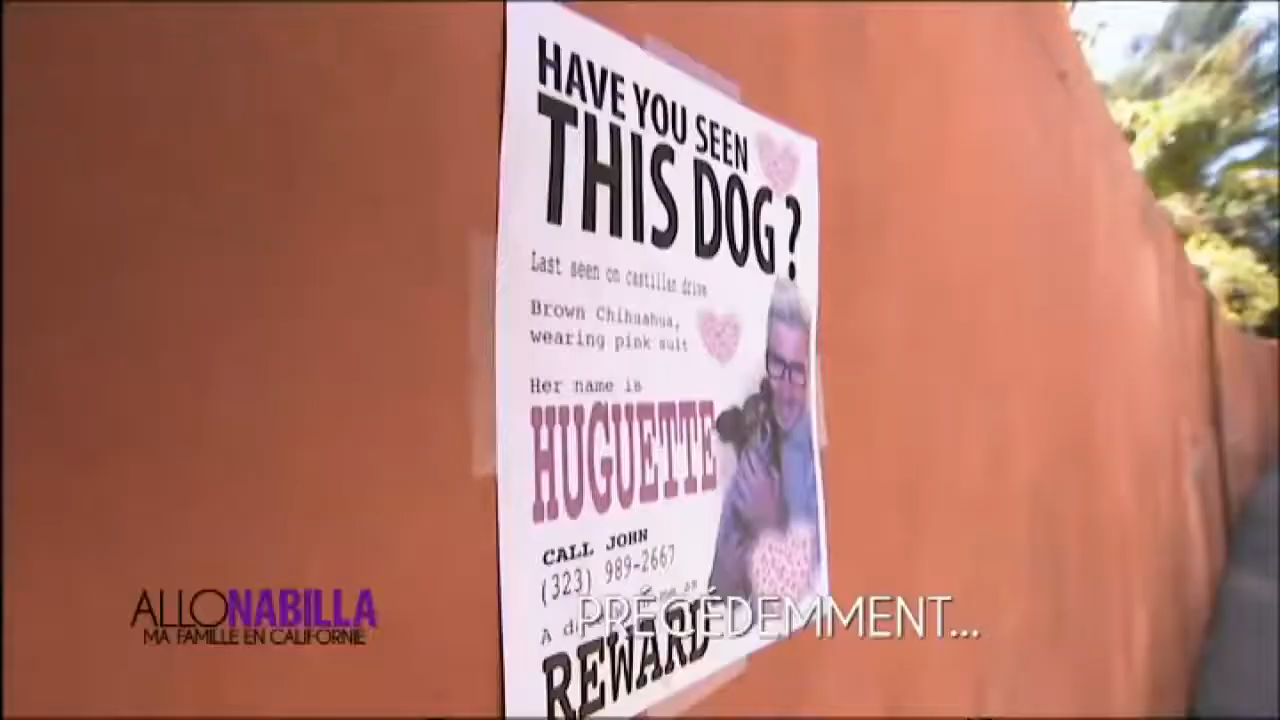 HAVE YOU SEEN
THIS DOG ?
Last seen on castillan drive
Brown Chihuahua,
wearing pink suit
Her name is
HUGUETTE
CALL JOHN
(323) 989-2667
A
REWARD
ALLONABILLA
MA FAMILLE EN CALIFORNIE
PRÉCÉDEMMENT...